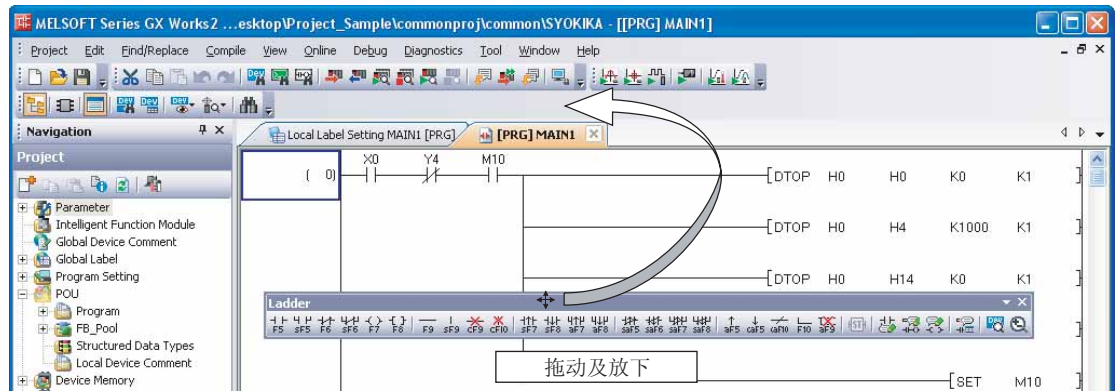 MELSOFT Series GX Works2 ...esktop\Project_Sample\commonproj\common\SYOKIKA - [[PRG] MAIN1]
Project Edit Find/Replace Compile View Online Debug Diagnostics Tool Window Help
Navigation
Local Label Setting MAIN1 [PRG] [PRG] MAIN1
Project
X0 Y4 M10
( 0) DTOP H0 H0 K0 K1
Parameter
Intelligent Function Module
DTOP H0 H4 K1000 K1
Global Device Comment
Global Label
Program Setting
DTOP H0 H14 K0 K1
POU
Ladder
Program
F5 sF5 F6 sF6 F7 F8 F9 sF9 cF9 cF10 sF7 sF8 aF7 aF8 saF5 saF6 saF7 saF8 aF5 caF5 caF10 F10 aF9
FB_Pool
Structured Data Types
Local Device Comment
拖动及放下
Device Memory
SET M10